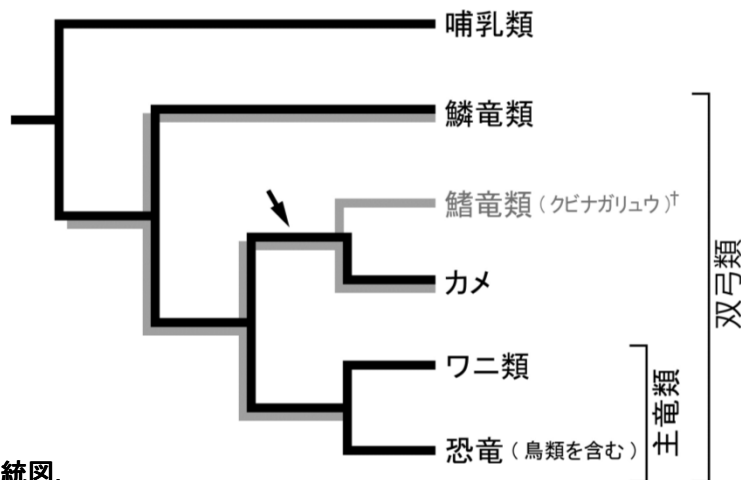 哺乳類
鱗竜類
鰭竜類(クビナガリュウ)†
カメ
ワニ類
恐竜(鳥類を含む)
主竜類
双弓類
統図.